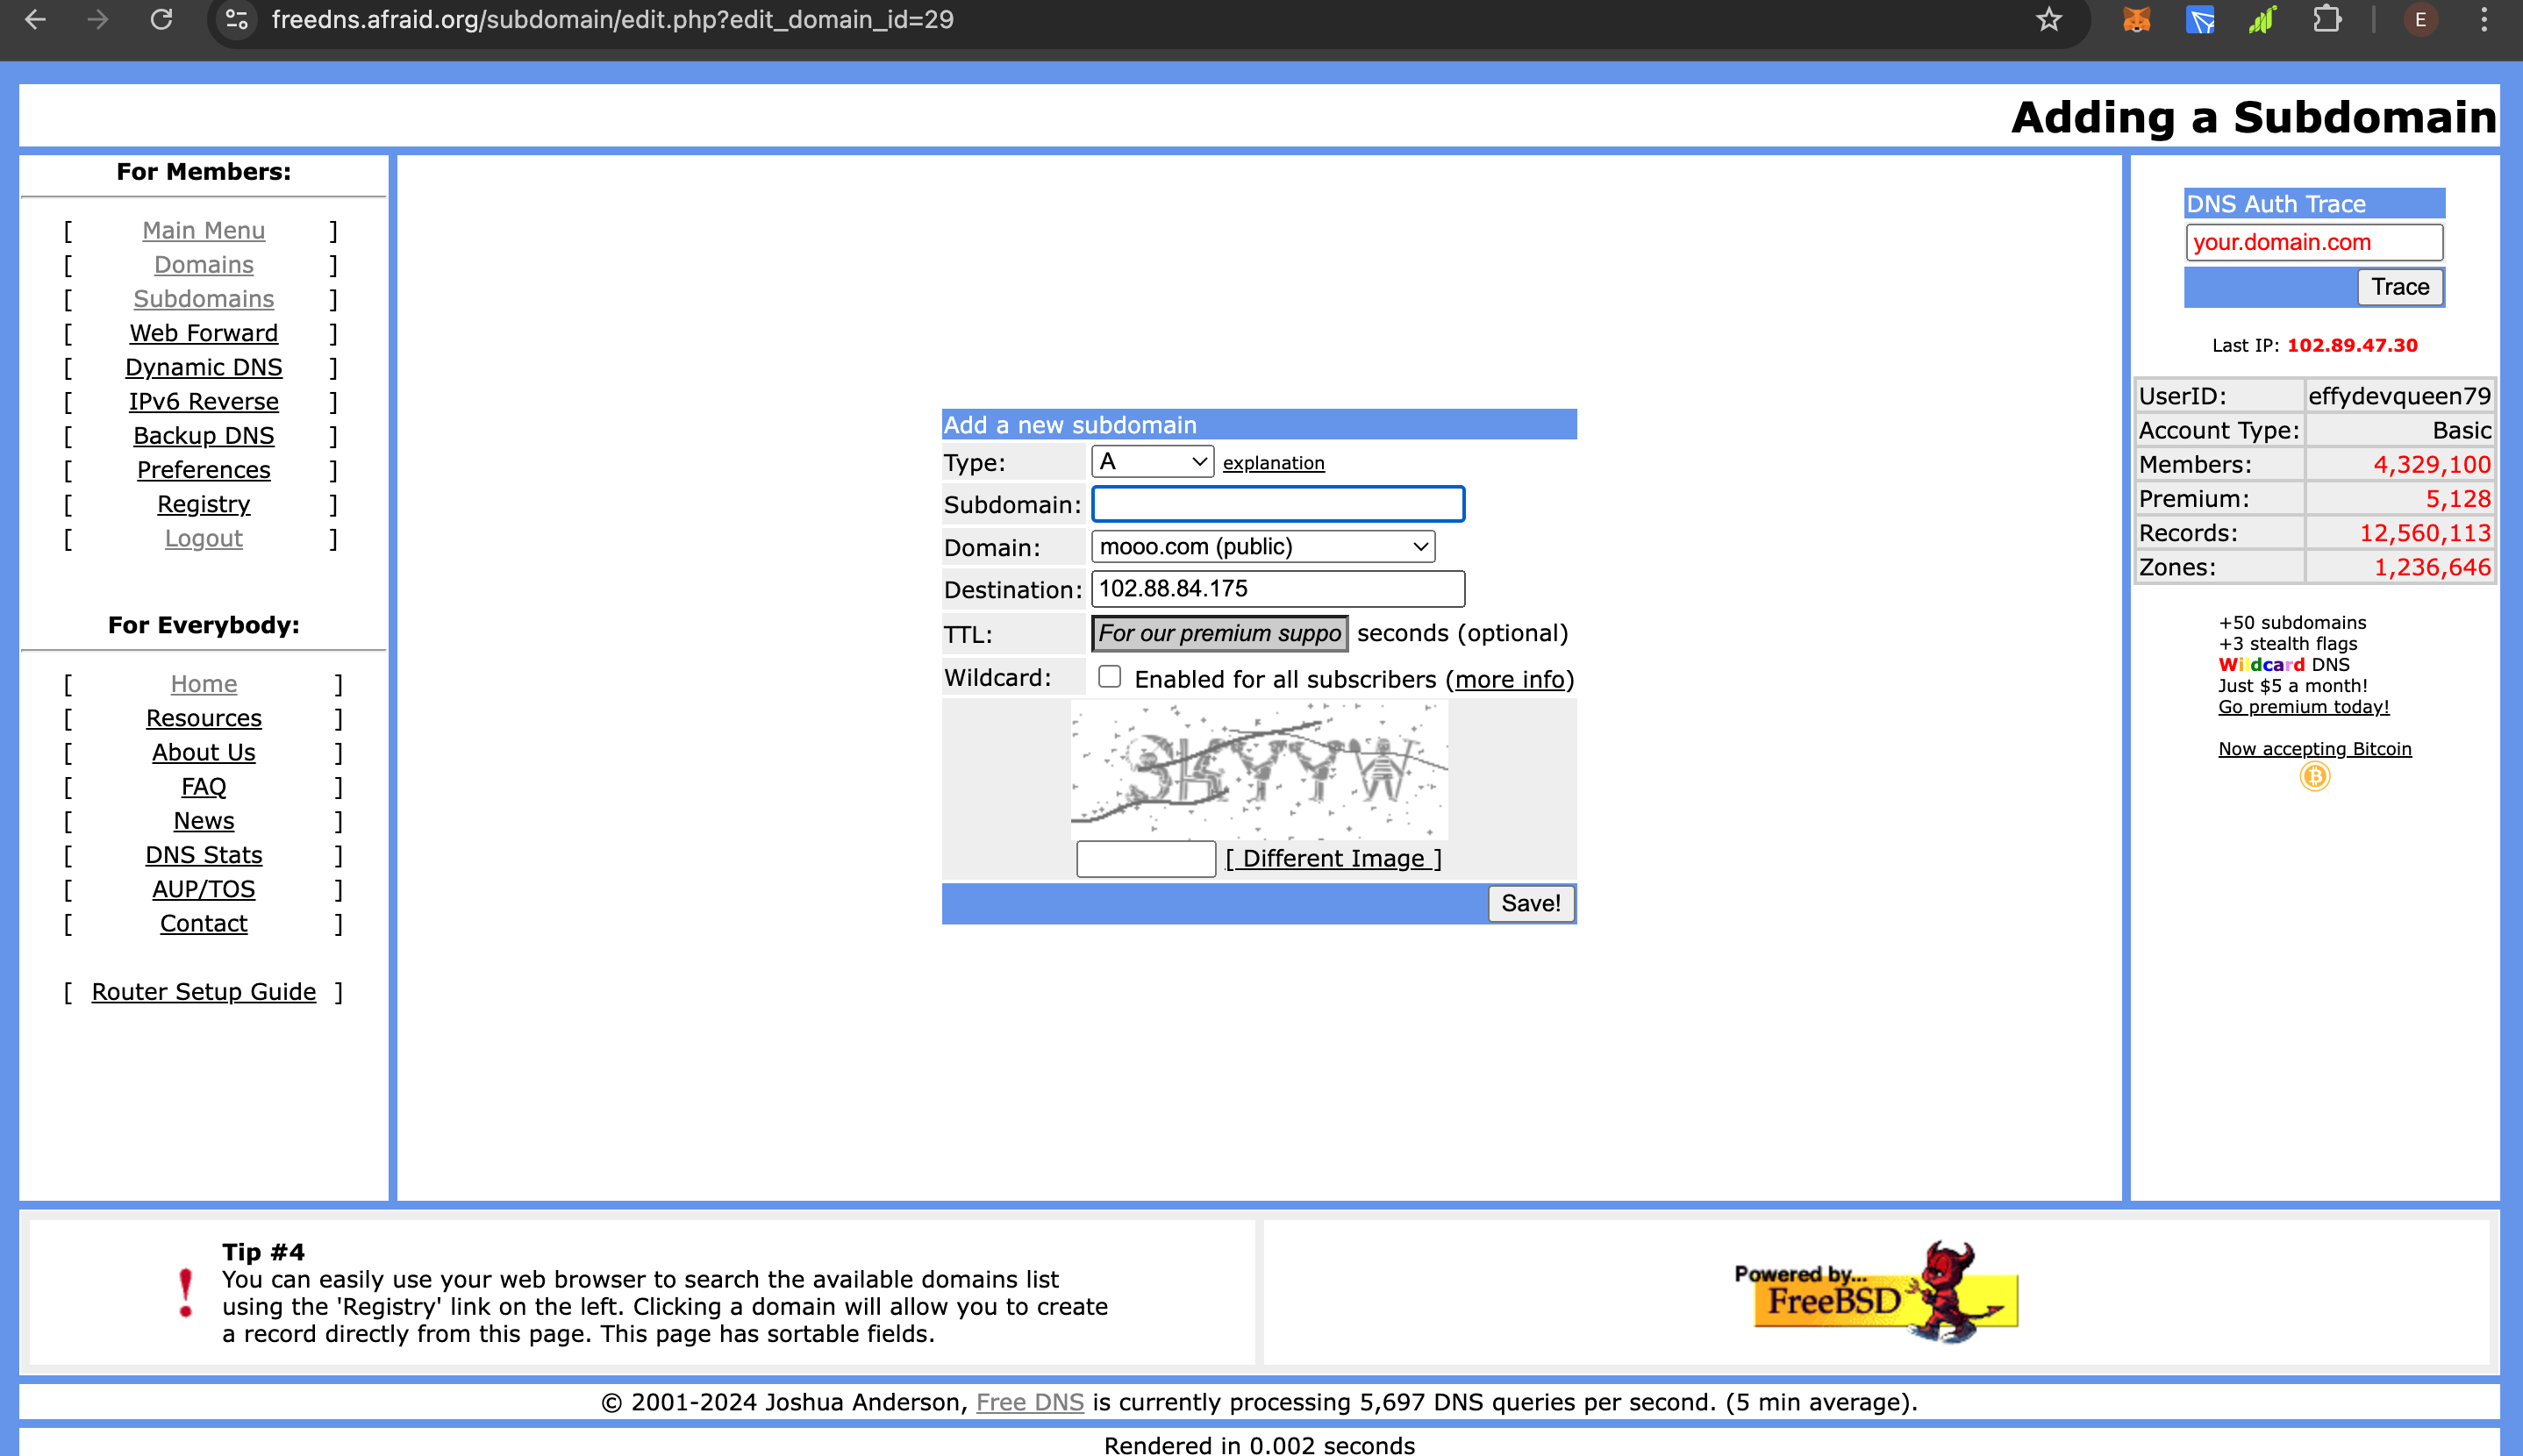 freedns.afraid.org/subdomain/edit.php?edit_domain_id=29
E
Adding a Subdomain
For Members:
[ Main Menu ]
[ Domains ]
[ Subdomains ]
[ Web Forward ]
[ Dynamic DNS ]
[ IPv6 Reverse ]
[ Backup DNS ]
[ Preferences ]
[ Registry ]
[ Logout ]
For Everybody:
[ Home ]
[ Resources ]
[ About Us ]
[ FAQ ]
[ News ]
[ DNS Stats ]
[ AUP/TOS ]
[ Contact ]
[ Router Setup Guide ]
Add a new subdomain
Type: A explanation
Subdomain:
Domain: mooo.com (public)
Destination: 102.88.84.175
TTL: For our premium suppo seconds (optional)
Wildcard: Enabled for all subscribers (more info)
SKYYW
[ Different Image ]
Save!
DNS Auth Trace
your.domain.com
Trace
Last IP: 102.89.47.30
UserID: effydevqueen79
Account Type: Basic
Members: 4,329,100
Premium: 5,128
Records: 12,560,113
Zones: 1,236,646
+50 subdomains
+3 stealth flags
Wildcard DNS
Just $5 a month!
Go premium today!
Now accepting Bitcoin
Tip #4
You can easily use your web browser to search the available domains list
using the 'Registry' link on the left. Clicking a domain will allow you to create
a record directly from this page. This page has sortable fields.
Powered by...
FreeBSD
© 2001-2024 Joshua Anderson, Free DNS is currently processing 5,697 DNS queries per second. (5 min average).
Rendered in 0.002 seconds